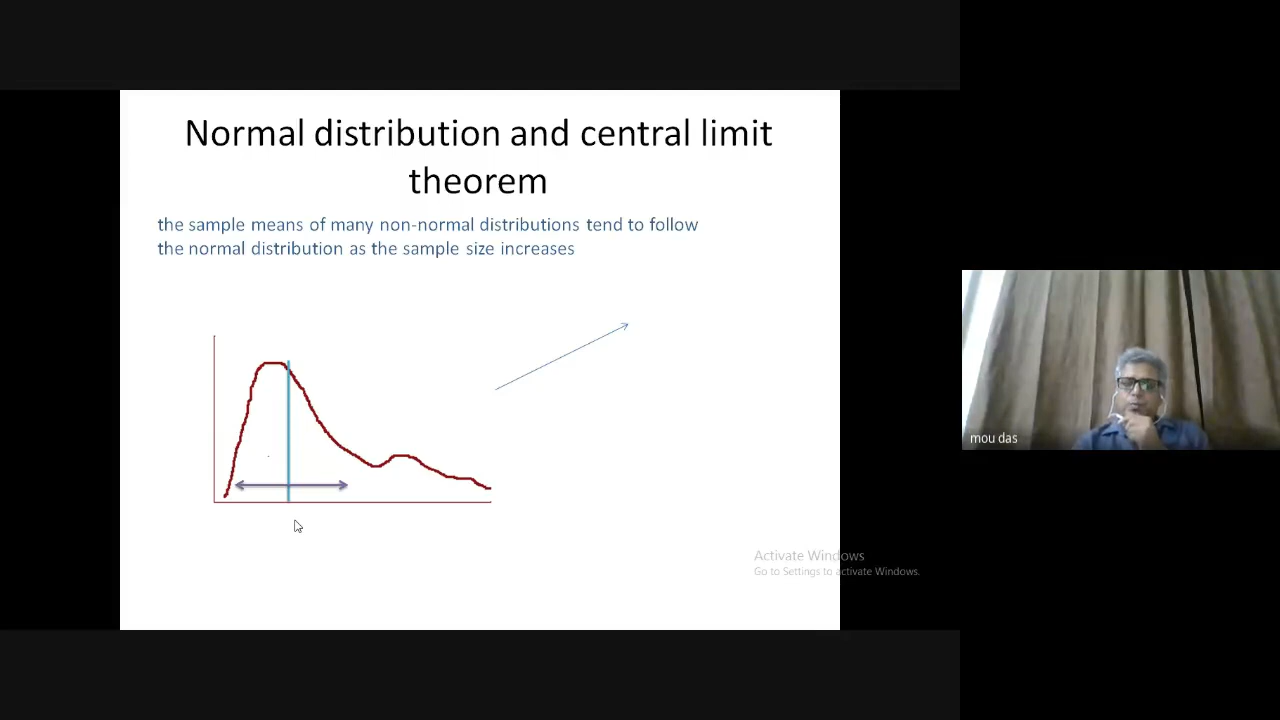 Normal distribution and central limit
theorem
the sample means of many non-normal distributions tend to follow
the normal distribution as the sample size increases
mou das
Activate Windows
Go to Settings to activate Windows.